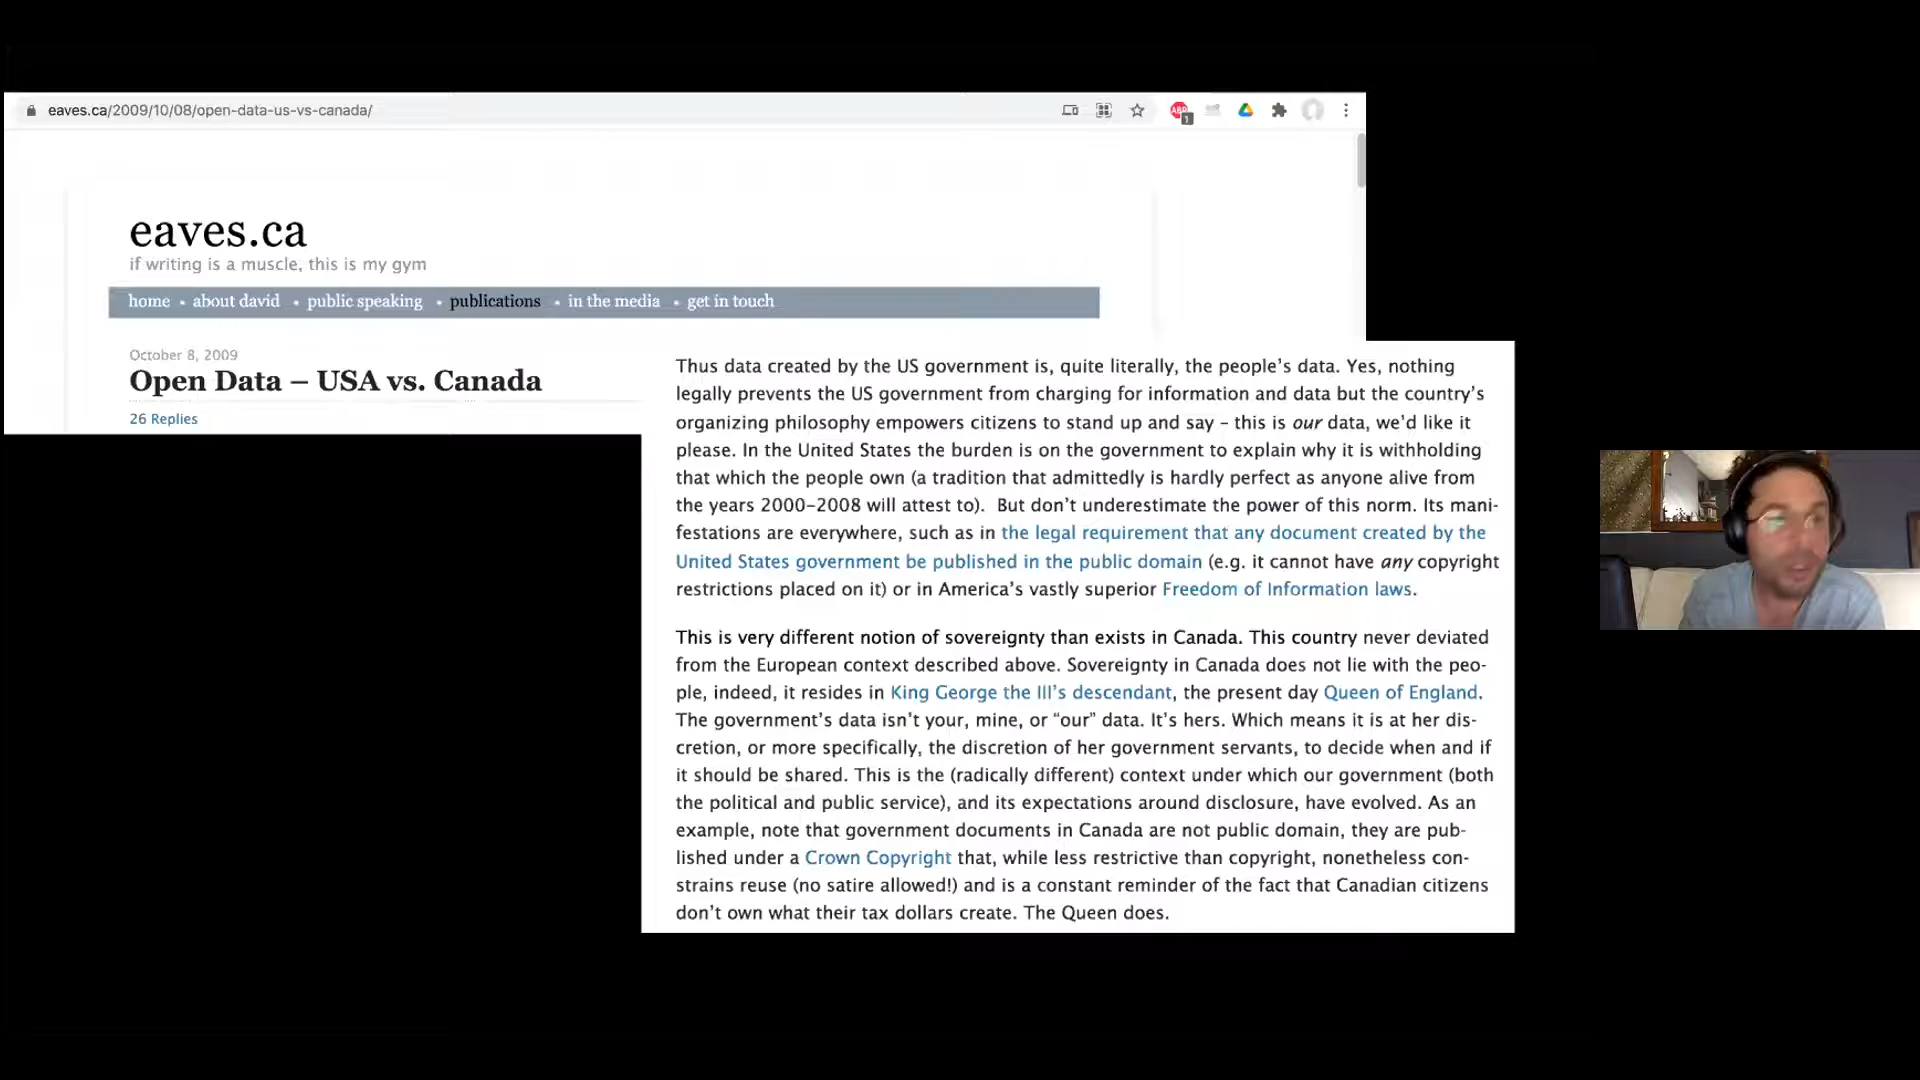 eaves.ca/2009/10/08/open-data-us-vs-canada/
ABP
1
eaves.ca
if writing is a muscle, this is my gym
home • about david • public speaking • publications • in the media • get in touch
October 8, 2009
Open Data – USA vs. Canada
26 Replies
Thus data created by the US government is, quite literally, the people’s data. Yes, nothing
legally prevents the US government from charging for information and data but the country’s
organizing philosophy empowers citizens to stand up and say – this is our data, we’d like it
please. In the United States the burden is on the government to explain why it is withholding
that which the people own (a tradition that admittedly is hardly perfect as anyone alive from
the years 2000–2008 will attest to).  But don’t underestimate the power of this norm. Its mani-
festations are everywhere, such as in the legal requirement that any document created by the
United States government be published in the public domain (e.g. it cannot have any copyright
restrictions placed on it) or in America’s vastly superior Freedom of Information laws.
This is very different notion of sovereignty than exists in Canada. This country never deviated
from the European context described above. Sovereignty in Canada does not lie with the peo-
ple, indeed, it resides in King George the III’s descendant, the present day Queen of England.
The government’s data isn’t your, mine, or “our” data. It’s hers. Which means it is at her dis-
cretion, or more specifically, the discretion of her government servants, to decide when and if
it should be shared. This is the (radically different) context under which our government (both
the political and public service), and its expectations around disclosure, have evolved. As an
example, note that government documents in Canada are not public domain, they are pub-
lished under a Crown Copyright that, while less restrictive than copyright, nonetheless con-
strains reuse (no satire allowed!) and is a constant reminder of the fact that Canadian citizens
don’t own what their tax dollars create. The Queen does.